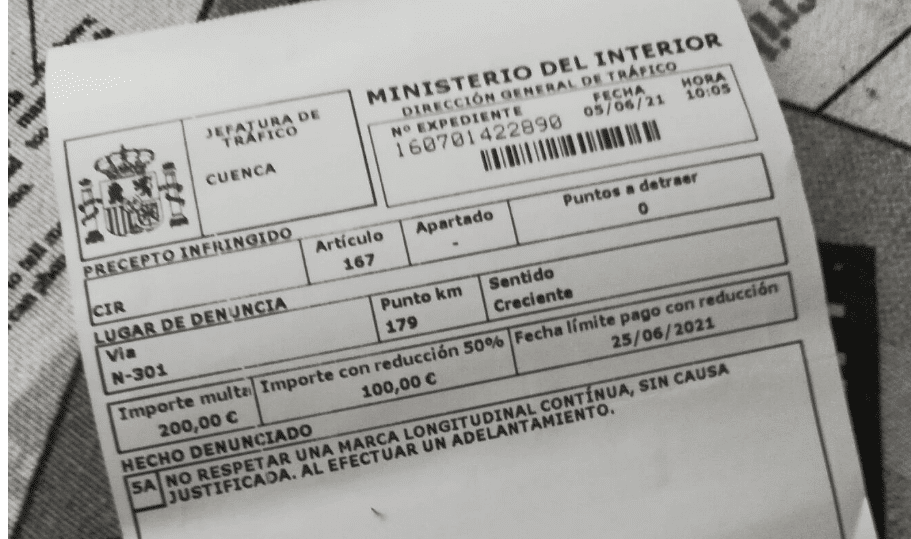 MINISTERIO DEL INTERIOR
DIRECCIÓN GENERAL DE TRÁFICO
JEFATURA DE
TRÁFICO
CUENCA
Nº EXPEDIENTE FECHA HORA
160701422890 05/06/21 10:05
PRECEPTO INFRINGIDO
CIR
Artículo
167
Apartado
-
Puntos a detraer
0
LUGAR DE DENUNCIA
Vía
N-301
Punto km
179
Sentido
Creciente
Importe multa
200,00 €
Importe con reducción 50%
100,00 €
Fecha límite pago con reducción
25/06/2021
HECHO DENUNCIADO
5A NO RESPETAR UNA MARCA LONGITUDINAL CONTÍNUA, SIN CAUSA
JUSTIFICADA. AL EFECTUAR UN ADELANTAMIENTO.